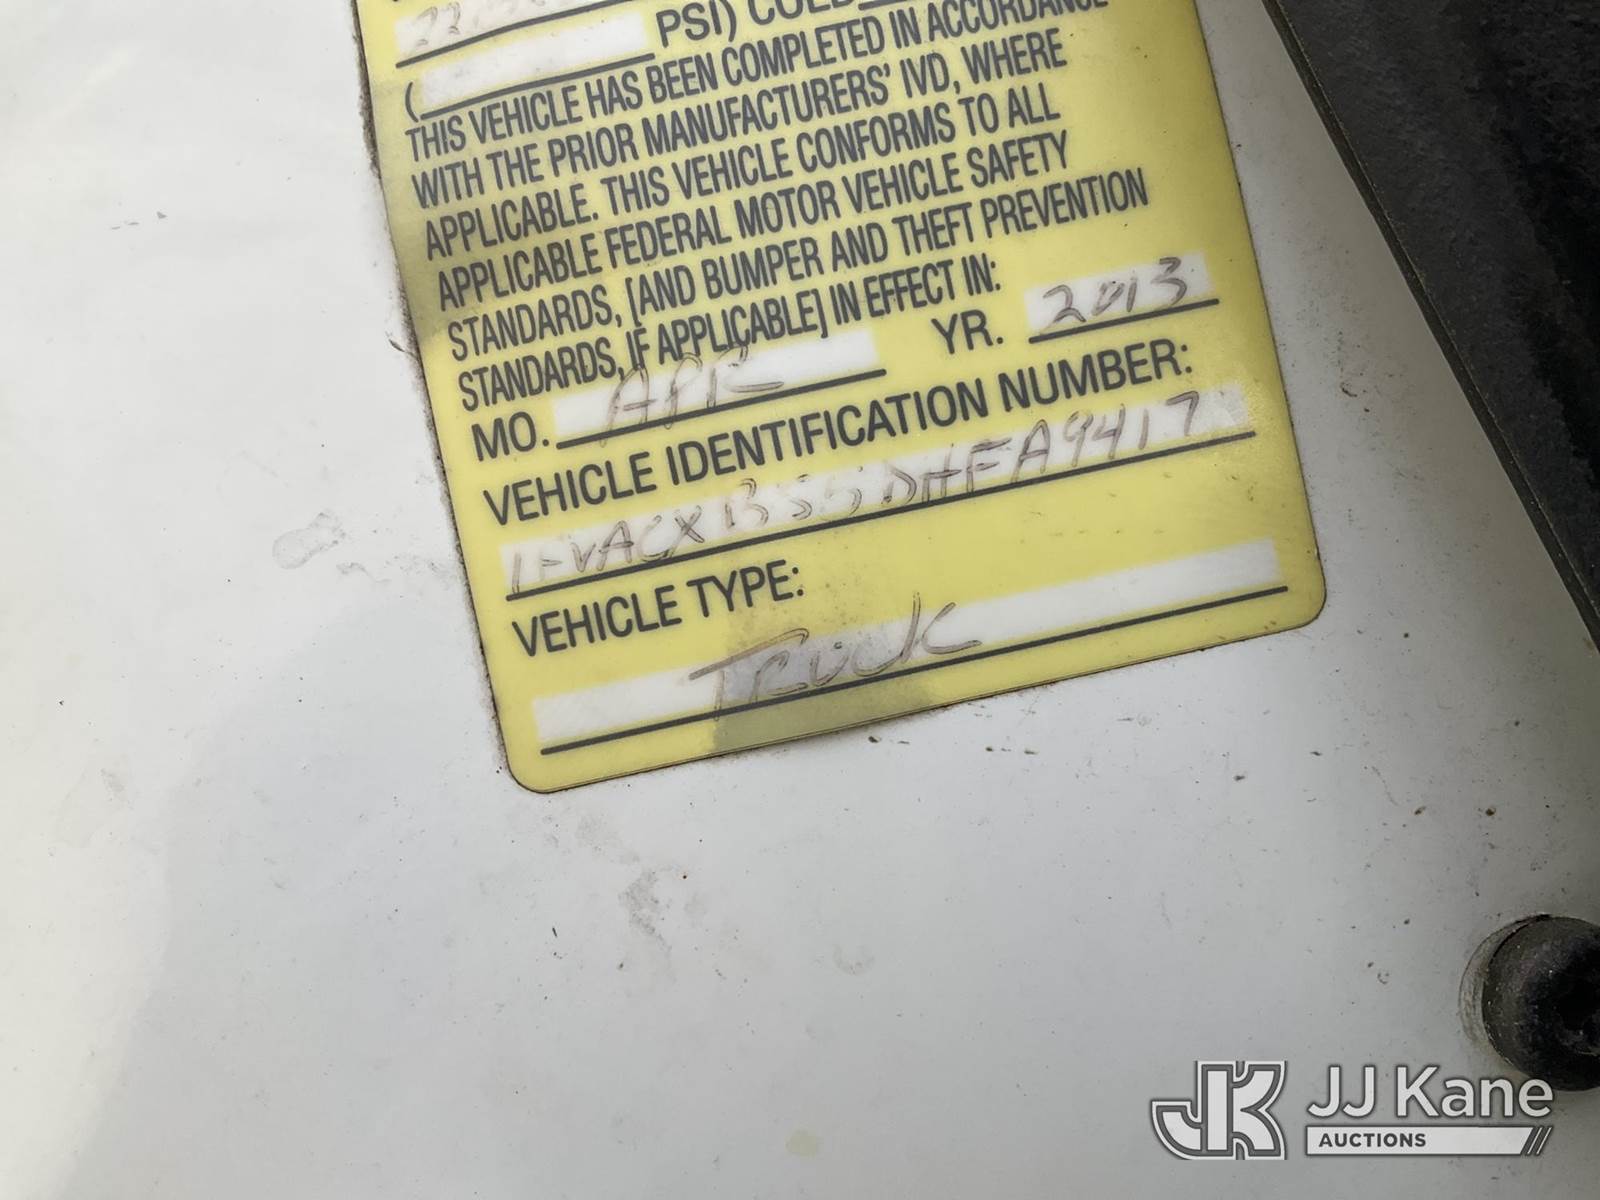 PSI) COLD
(
THIS VEHICLE HAS BEEN COMPLETED IN ACCORDANCE
WITH THE PRIOR MANUFACTURERS' IVD, WHERE
APPLICABLE. THIS VEHICLE CONFORMS TO ALL
APPLICABLE FEDERAL MOTOR VEHICLE SAFETY
STANDARDS, [AND BUMPER AND THEFT PREVENTION
STANDARDS, IF APPLICABLE] IN EFFECT IN:
MO. APR YR. 2013
VEHICLE IDENTIFICATION NUMBER:
1FVACXBS5DHFA9417
VEHICLE TYPE:
TRUCK
JK JJ Kane
AUCTIONS